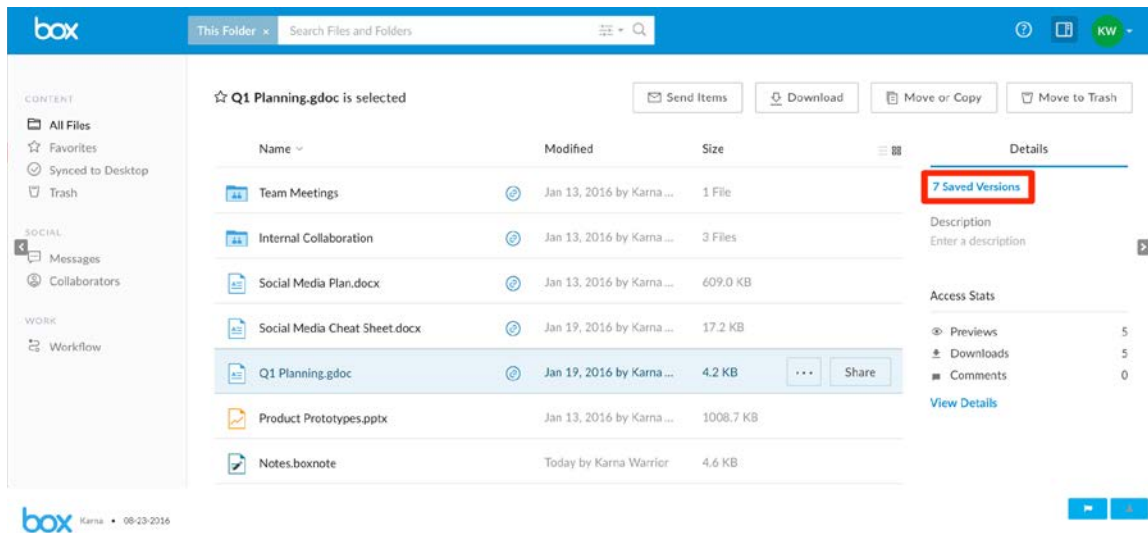 box
This Folder × Search Files and Folders
KW
CONTENT
All Files
Favorites
Synced to Desktop
Trash
SOCIAL
Messages
Collaborators
WORK
Workflow
Q1 Planning.gdoc is selected
Send Items Download Move or Copy Move to Trash
Name Modified Size
Team Meetings Jan 13, 2016 by Karna ... 1 File
Internal Collaboration Jan 13, 2016 by Karna ... 3 Files
Social Media Plan.docx Jan 13, 2016 by Karna ... 609.0 KB
Social Media Cheat Sheet.docx Jan 19, 2016 by Karna ... 17.2 KB
Q1 Planning.gdoc Jan 19, 2016 by Karna ... 4.2 KB ... Share
Product Prototypes.pptx Jan 13, 2016 by Karna ... 1008.7 KB
Notes.boxnote Today by Karna Warrior 4.6 KB
Details
7 Saved Versions
Description
Enter a description
Access Stats
Previews 5
Downloads 5
Comments 0
View Details
box Karna • 08-23-2016